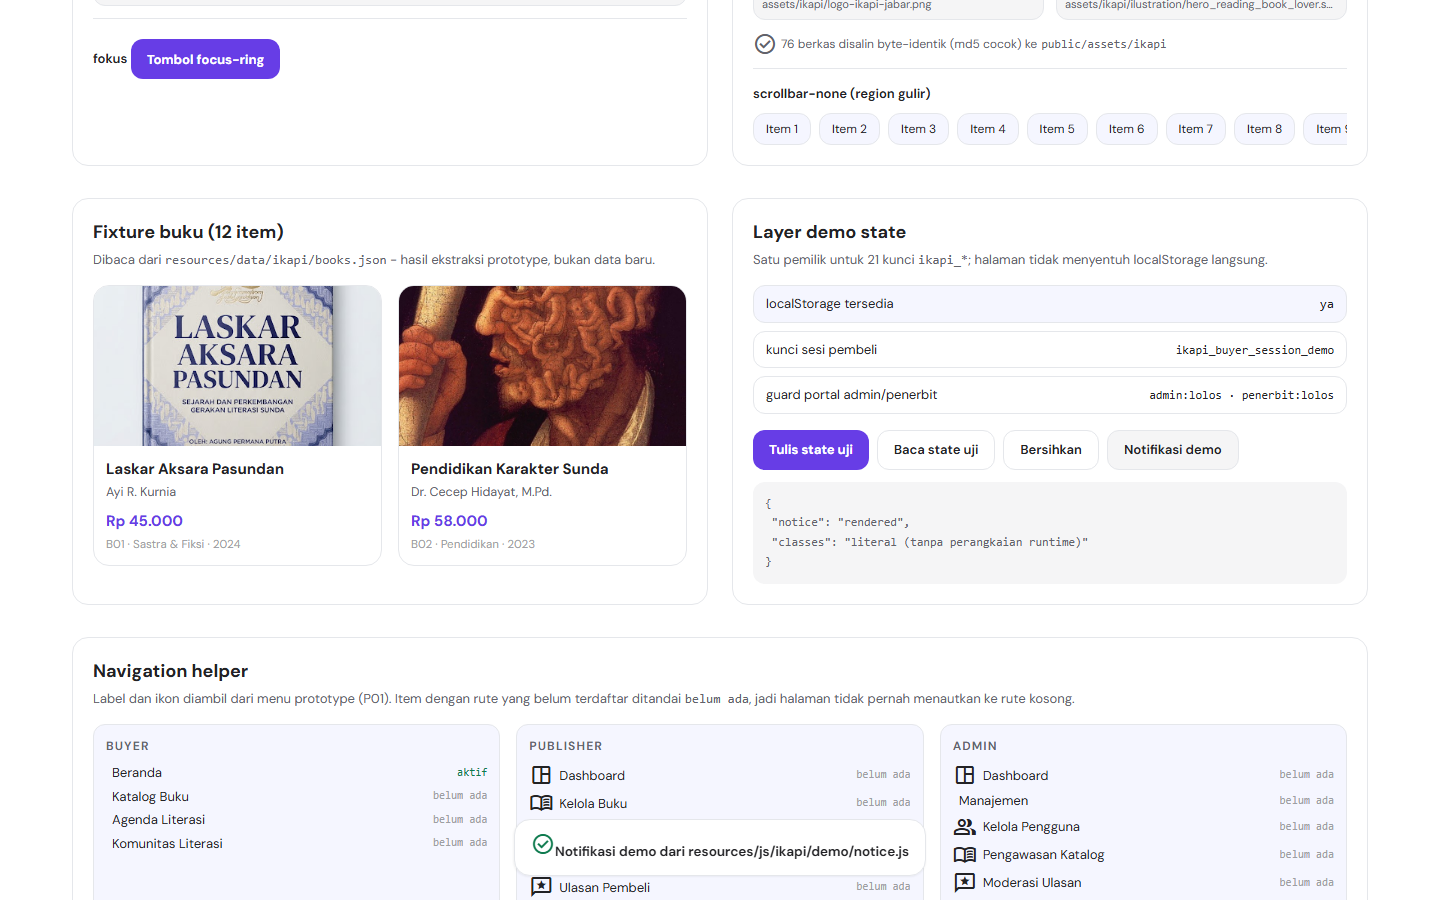 fokus
Tombol focus-ring
assets/ikapi/logo-ikapi-jabar.png
assets/ikapi/ilustration/hero_reading_book_lover.s...
76 berkas disalin byte-identik (md5 cocok) ke public/assets/ikapi
scrollbar-none (region gulir)
Item 1
Item 2
Item 3
Item 4
Item 5
Item 6
Item 7
Item 8
Item 9
Fixture buku (12 item)
Dibaca dari resources/data/ikapi/books.json - hasil ekstraksi prototype, bukan data baru.
LASKAR
AKSARA
PASUNDAN
SEJARAH DAN PERKEMBANGAN
GERAKAN LITERASI SUNDA
OLEH: AGUNG PERMANA PUTRA
Laskar Aksara Pasundan
Ayi R. Kurnia
Rp 45.000
B01 · Sastra & Fiksi · 2024
Pendidikan Karakter Sunda
Dr. Cecep Hidayat, M.Pd.
Rp 58.000
B02 · Pendidikan · 2023
Layer demo state
Satu pemilik untuk 21 kunci ikapi_*; halaman tidak menyentuh localStorage langsung.
localStorage tersedia
ya
kunci sesi pembeli
ikapi_buyer_session_demo
guard portal admin/penerbit
admin:lolos · penerbit:lolos
Tulis state uji
Baca state uji
Bersihkan
Notifikasi demo
{
"notice": "rendered",
"classes": "literal (tanpa perangkaian runtime)"
}
Navigation helper
Label dan ikon diambil dari menu prototype (P01). Item dengan rute yang belum terdaftar ditandai belum ada, jadi halaman tidak pernah menautkan ke rute kosong.
BUYER
Beranda
aktif
Katalog Buku
belum ada
Agenda Literasi
belum ada
Komunitas Literasi
belum ada
PUBLISHER
Dashboard
belum ada
Kelola Buku
belum ada
Notifikasi demo dari resources/js/ikapi/demo/notice.js
Ulasan Pembeli
belum ada
ADMIN
Dashboard
belum ada
Manajemen
belum ada
Kelola Pengguna
belum ada
Pengawasan Katalog
belum ada
Moderasi Ulasan
belum ada